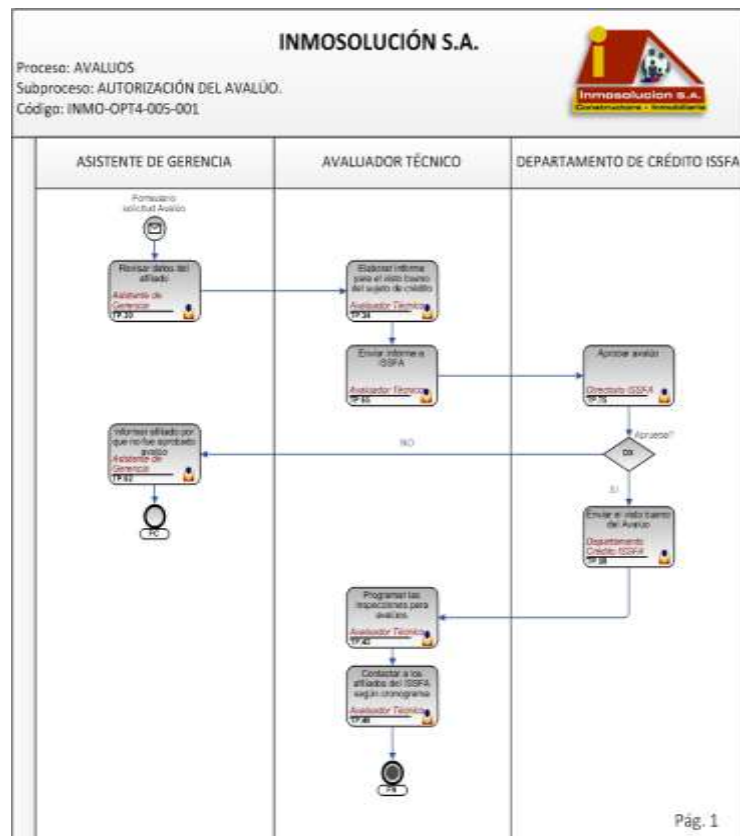 INMOSOLUCIÓN S.A.
Proceso: AVALUOS
Subproceso: AUTORIZACIÓN DEL AVALÚO.
Código: INMO-OPT4-005-001
Inmosolucion S.A.
Constructora - Inmobiliaria
ASISTENTE DE GERENCIA
AVALUADOR TÉCNICO
DEPARTAMENTO DE CRÉDITO ISSFA
Formulario
solicitud Avalúo
Revisar datos del
afiliado
Asistente de
Gerencia
Elaborar informe
para el visto bueno
del sujeto de crédito
Avaluador Técnico
Enviar informe a
ISSFA
Avaluador Técnico
Aprobar avalúo
Directorio ISSFA
Informar afiliado por
que no fue aprobado
avalúo
Asistente de
Gerencia
NO
DX
Enviar el visto bueno
del Avalúo
Departamento
Crédito ISSFA
Programar las
inspecciones para
avalúos
Avaluador Técnico
Contactar a los
afiliados del ISSFA
según cronograma
Avaluador Técnico
Pág. 1